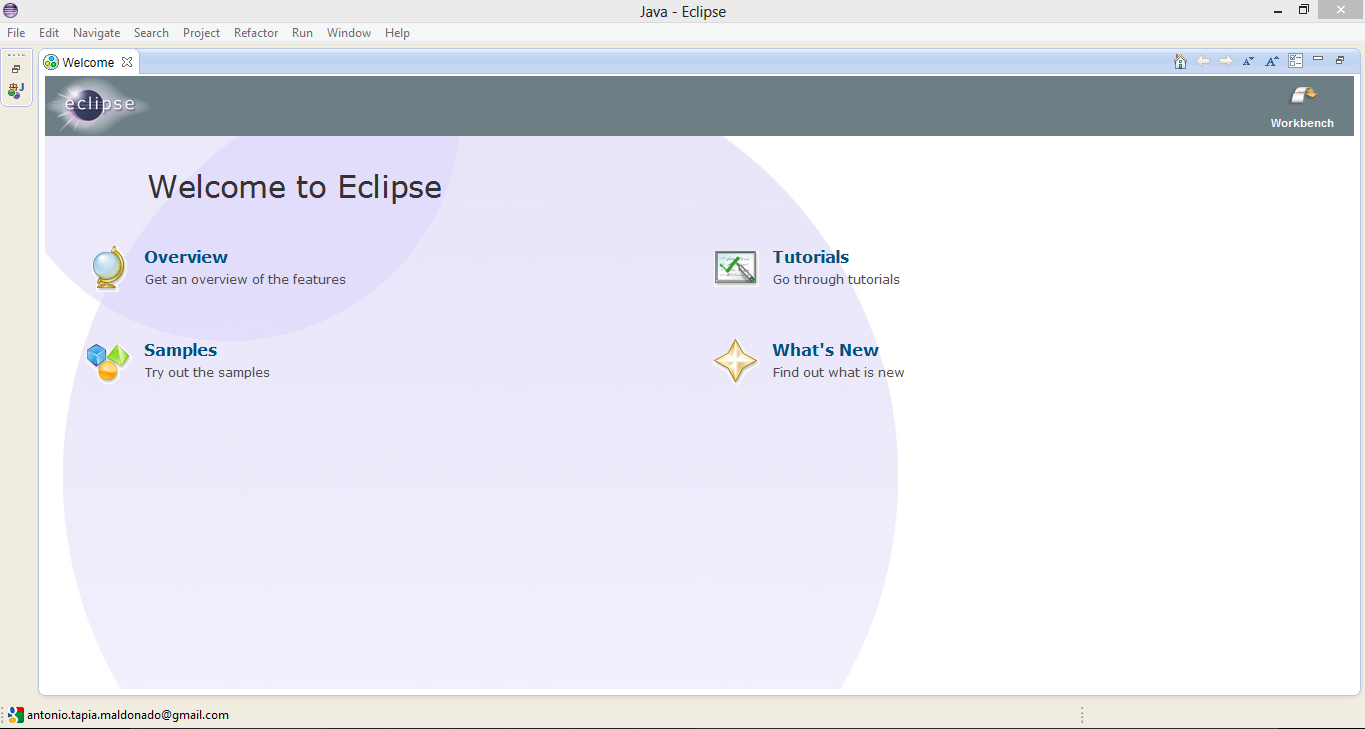 Java - Eclipse
File Edit Navigate Search Project Refactor Run Window Help
Welcome
eclipse
Workbench
Welcome to Eclipse
Overview
Get an overview of the features
Tutorials
Go through tutorials
Samples
Try out the samples
What's New
Find out what is new
antonio.tapia.maldonado@gmail.com